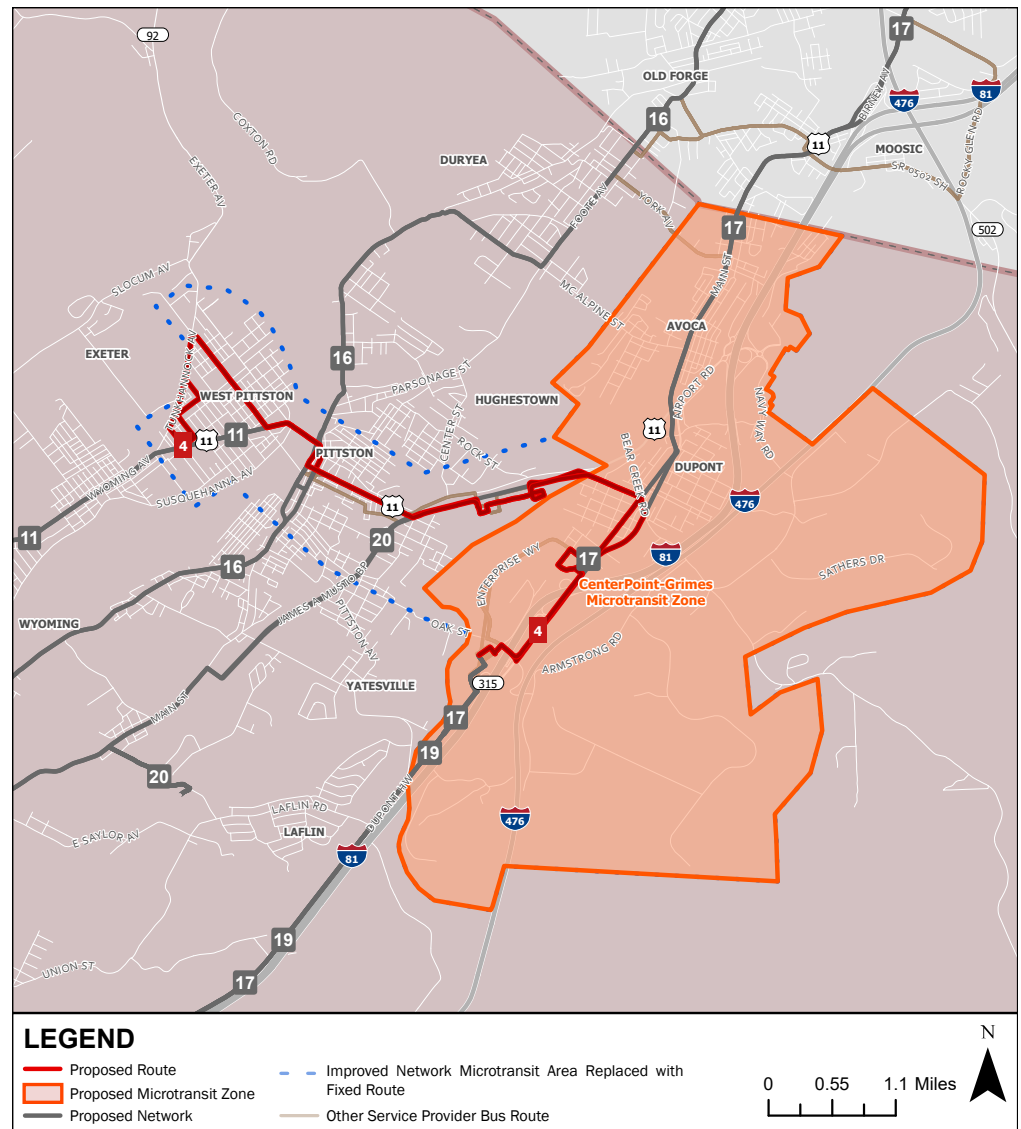 17
92
OLD FORGE
81
476
BIRNEY AV
ROCKY GLEN RD
16
COXTON RD
11
MOOSIC
DURYEA
EXETER AV
SR 0502 SH
FOOTE AV
YORK AV
17
502
SLOCUM AV
MAIN ST
MC ALPINE ST
AVOCA
EXETER
TUNKHANNOCK AV
16
PARSONAGE ST
AIRPORT RD
WEST PITTSTON
HUGHESTOWN
NAVY WAY RD
CENTER ST
11
11
4
11
ROCK ST
BEAR CREEK RD
PITTSTON
DUPONT
WYOMING AV
SUSQUEHANNA AV
476
11
11
20
81
17
16
ENTERPRISE WY
SATHERS DR
CenterPoint-Grimes
Microtransit Zone
JAMES A MUSTO BP
PITTSTON AV
WYOMING
OAK ST
4
ARMSTRONG RD
YATESVILLE
315
MAIN ST
17
19
20
DUPONT HW
LAFLIN RD
476
E SAYLOR AV
LAFLIN
81
19
UNION ST
17
LEGEND
Proposed Route
Proposed Microtransit Zone
Proposed Network
Improved Network Microtransit Area Replaced with
Fixed Route
Other Service Provider Bus Route
N
0 0.55 1.1 Miles